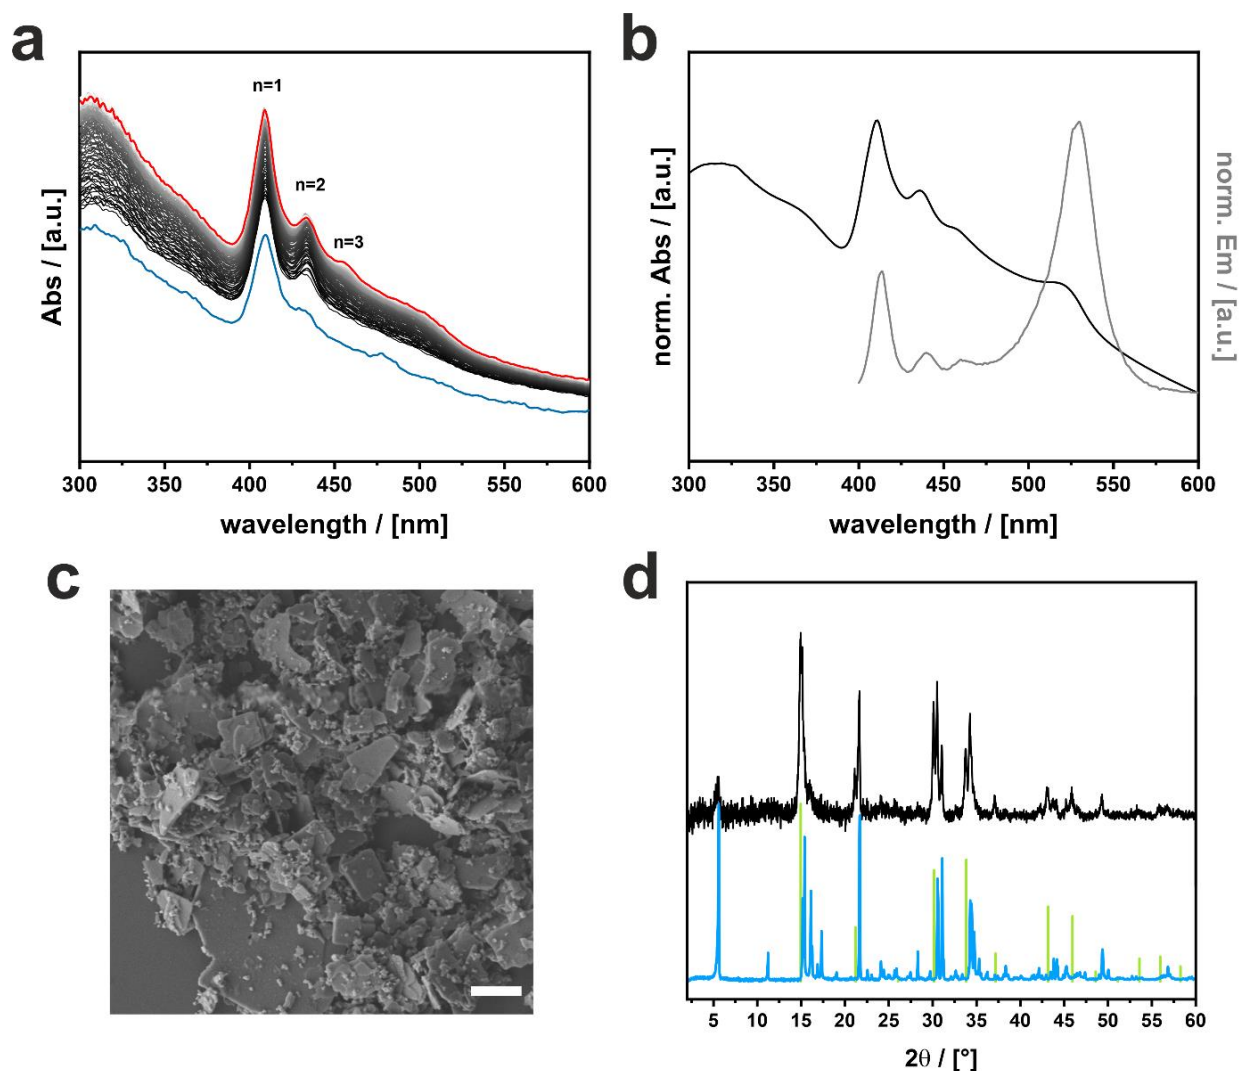 a
n=1
n=2
n=3
Abs / [a.u.]
300 350 400 450 500 550 600
wavelength / [nm]
b
norm. Abs / [a.u.]
norm. Em / [a.u.]
300 350 400 450 500 550 600
wavelength / [nm]
c
d
5 10 15 20 25 30 35 40 45 50 55 60
2θ / [°]